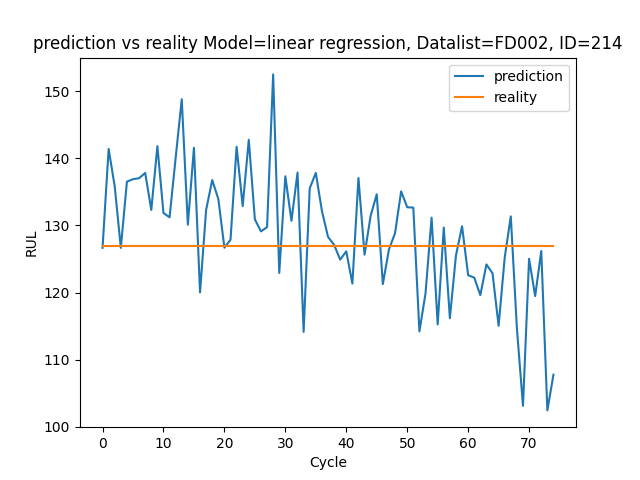 prediction vs reality Model=linear regression, Datalist=FD002, ID=214
prediction
reality
RUL
150
140
130
120
110
100
0 10 20 30 40 50 60 70
Cycle